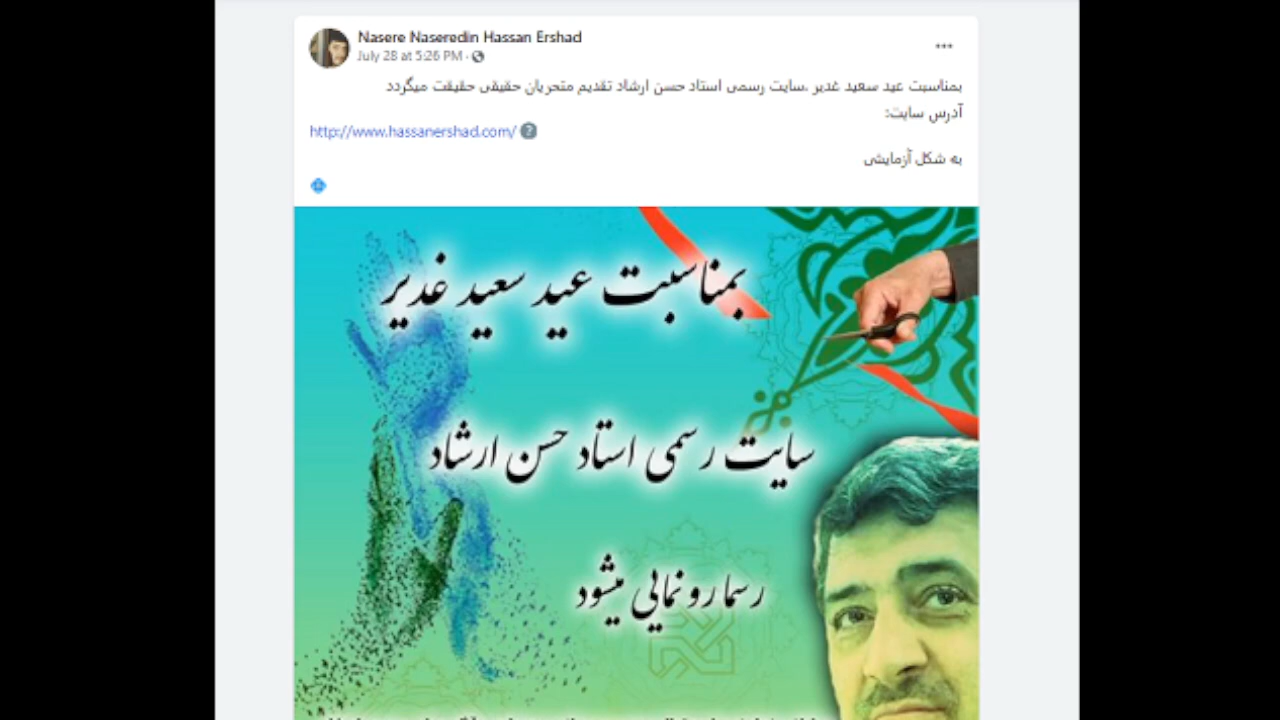 Nasere Naseredin Hassan Ershad
July 28 at 5:26 PM ·
بمناسبت عید سعید غدیر ،سایت رسمی استاد حسن ارشاد تقدیم متحریان حقیقی حقیقت میگردد
آدرس سایت:
http://www.hassanershad.com/
به شکل آزمایشی
بمناسبت عید سعید غدیر
سایت رسمی استاد حسن ارشاد
رسما رونمایی میشود